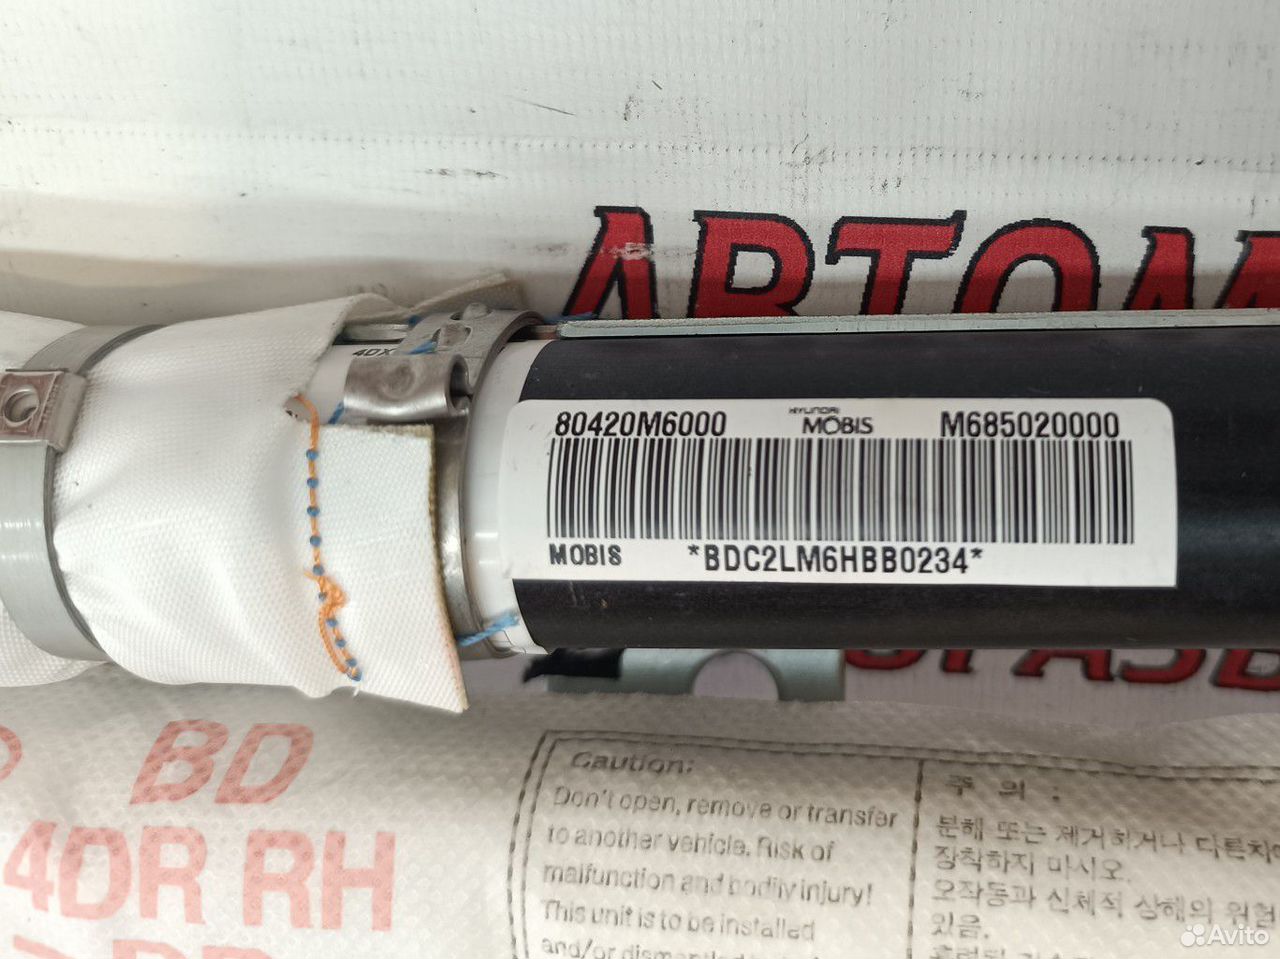 АВТОМ
4DX
80420M6000 HYUNDAI MOBIS M685020000
MOBIS *BDC2LM6HBB0234*
BD
4DR RH
Caution:
Don't open, remove or transfer
to another vehicle. Risk of
malfunction and bodily injury!
This unit is to be installed
주 의 :
분해 또는 제거하거나 다른차에
장착하지 마시오.
오작동과 신체적 상해의 위험
있음.
Avito